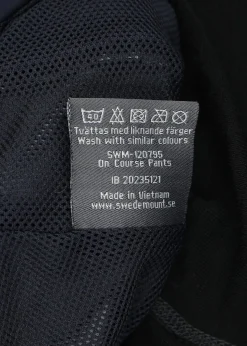 40
Tvättas med liknande färger
Wash with similar colours
SWM-120795
On Course Pants
IB 20235121
Made in Vietnam
www.swedemount.se